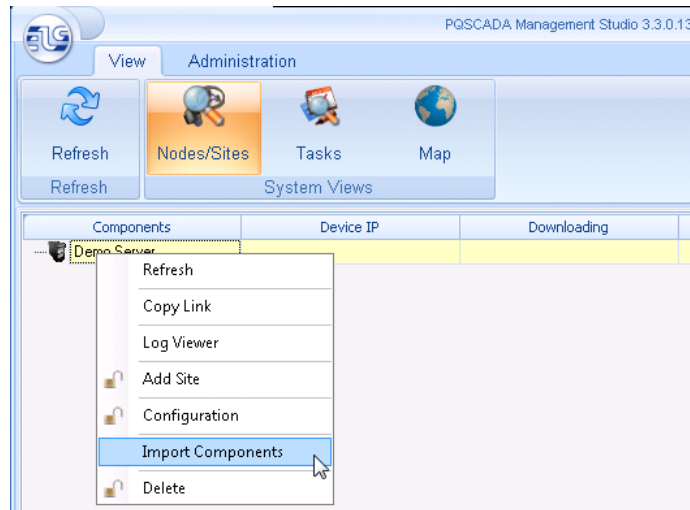 PQSCADA Management Studio 3.3.0.13
View Administration
Refresh Nodes/Sites Tasks Map
Refresh System Views
Components Device IP Downloading
Demo Server
Refresh
Copy Link
Log Viewer
Add Site
Configuration
Import Components
Delete